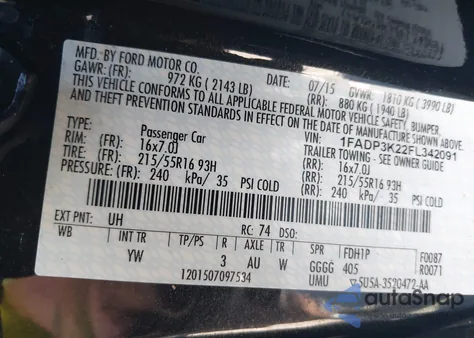 MFD. BY FORD MOTOR CO.
07/15 GVWR: 1810 KG ( 3990 LB)
GAWR: (FR): 972 KG ( 2143 LB) (RR): 880 KG ( 1940 LB)
THIS VEHICLE CONFORMS TO ALL APPLICABLE FEDERAL MOTOR VEHICLE SAFETY, BUMPER,
AND THEFT PREVENTION STANDARDS IN EFFECT ON THE DATE OF MANUFACTURE SHOWN ABOVE.
TYPE: Passenger Car VIN: 1FADP3K22FL342091
TRAILER TOWING - SEE OWNER GUIDE
RIM: (FR): 16x7.0J (RR): 16x7.0J
TIRE: (FR): 215/55R16 93H (RR): 215/55R16 93H
@ PRESSURE: (FR): 240 kPa/ 35 PSI COLD (RR): 240 kPa/ 35 PSI COLD
EXT PNT: UH RC: 74 DSO:
WB INT TR TP/PS R AXLE TR SPR FDH1P F0087
YW 3 AU W GGGG 405 R0071
1201507097534 UMU 5U5A-3520472-AA
autoSnap